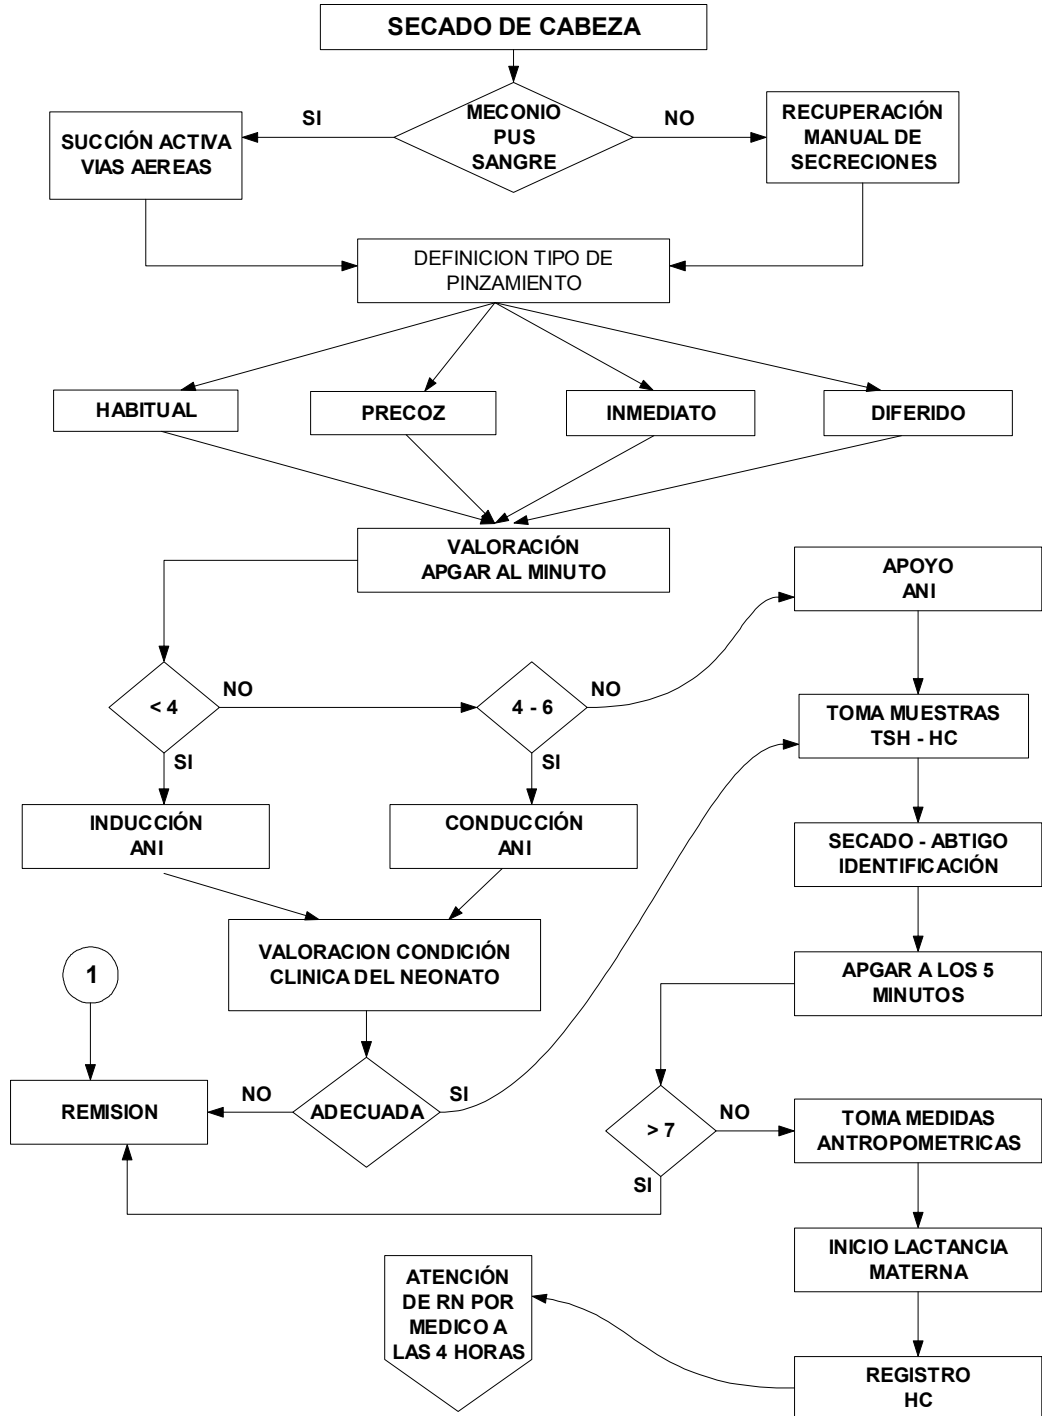 SECADO DE CABEZA
MECONIO
PUS
SANGRE
SI
NO
SUCCIÓN ACTIVA
VIAS AEREAS
RECUPERACIÓN
MANUAL DE
SECRECIONES
DEFINICION TIPO DE
PINZAMIENTO
HABITUAL
PRECOZ
INMEDIATO
DIFERIDO
VALORACIÓN
APGAR AL MINUTO
APOYO
ANI
< 4
NO
4 - 6
NO
SI
SI
TOMA MUESTRAS
TSH - HC
INDUCCIÓN
ANI
CONDUCCIÓN
ANI
SECADO - ABTIGO
IDENTIFICACIÓN
VALORACION CONDICIÓN
CLINICA DEL NEONATO
1
APGAR A LOS 5
MINUTOS
REMISION
NO
ADECUADA
SI
> 7
NO
SI
TOMA MEDIDAS
ANTROPOMETRICAS
INICIO LACTANCIA
MATERNA
ATENCIÓN
DE RN POR
MEDICO A
LAS 4 HORAS
REGISTRO
HC